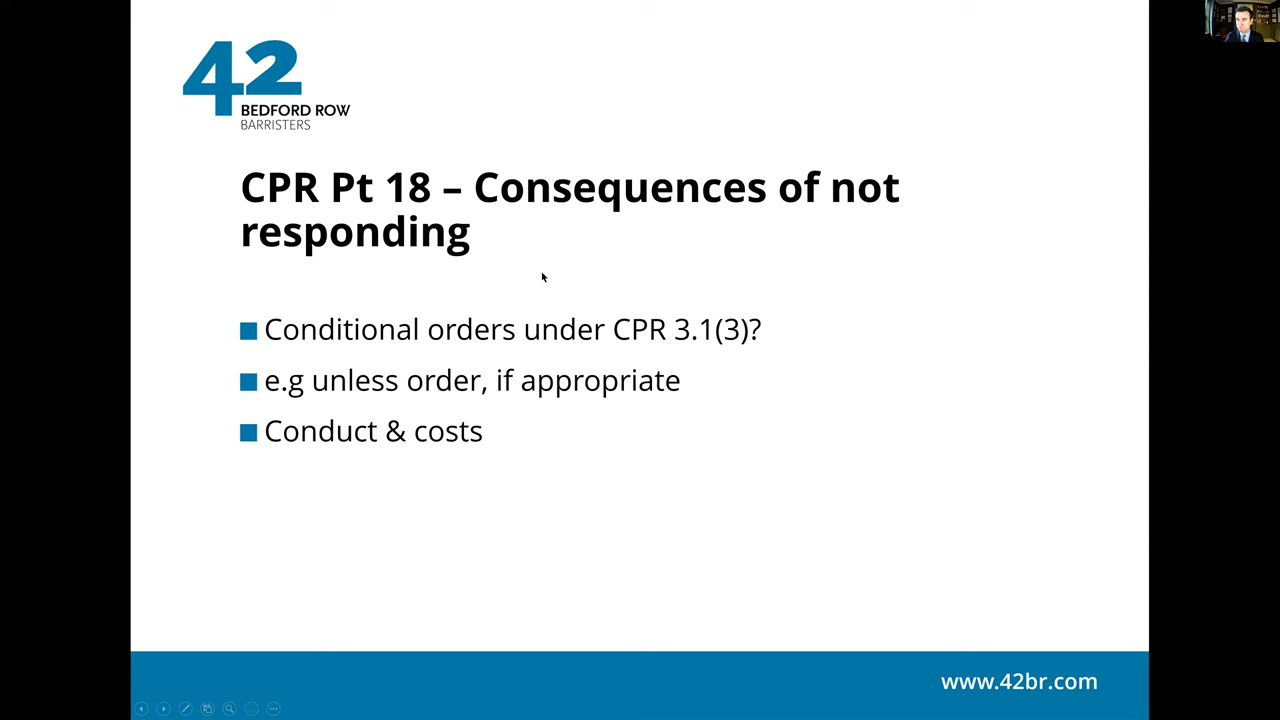 42
BEDFORD ROW
BARRISTERS
CPR Pt 18 – Consequences of not
responding
Conditional orders under CPR 3.1(3)?
e.g unless order, if appropriate
Conduct & costs
www.42br.com